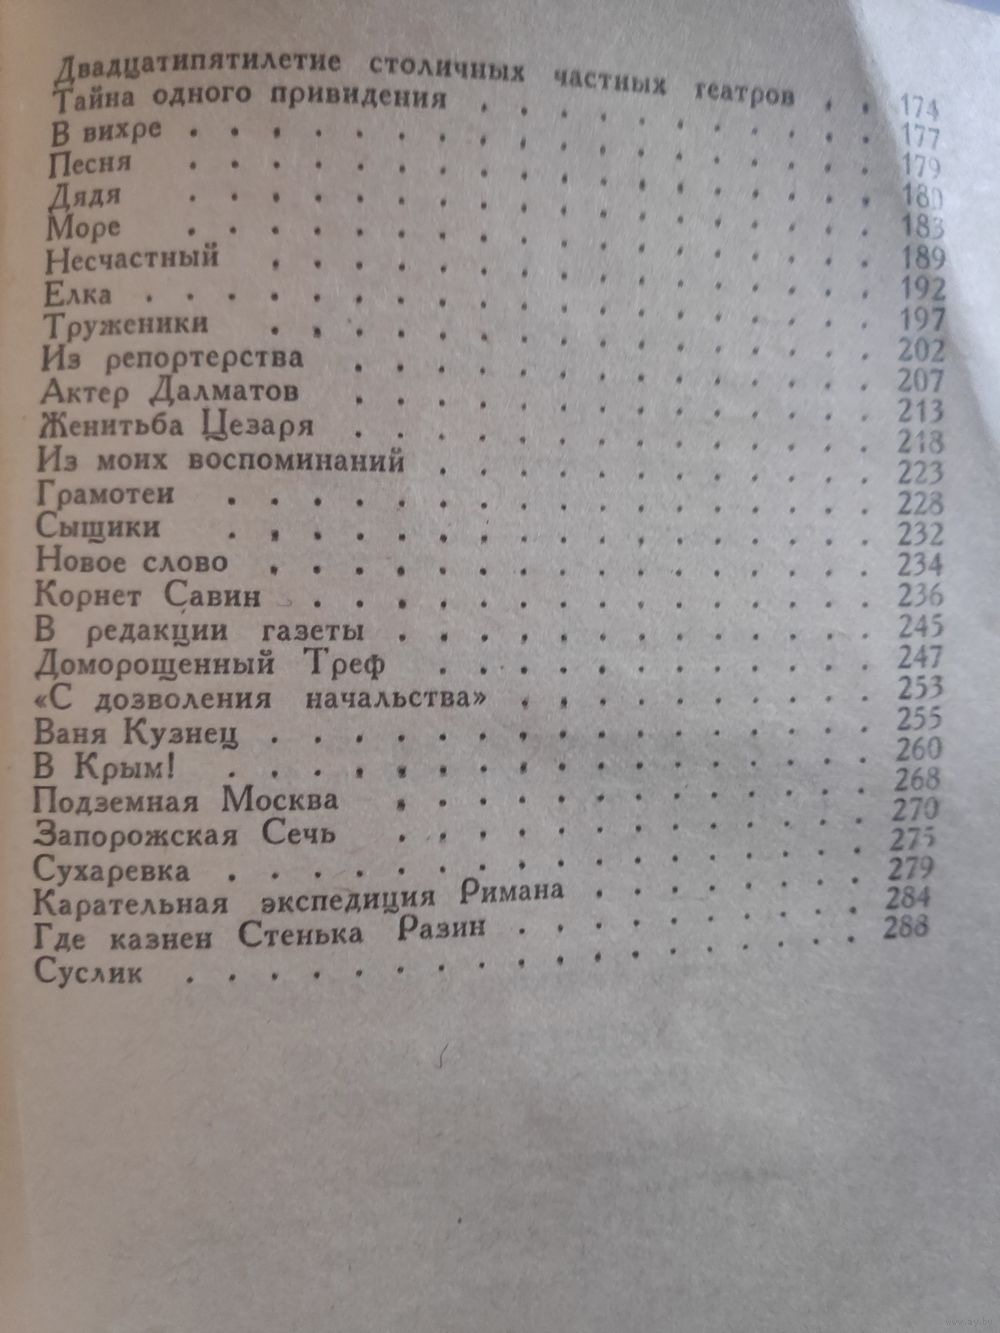 Двадцатипятилетие столичных частных театров . . 174
Тайна одного привидения . . . . . . . . . . 177
В вихре . . . . . . . . . . . . . . . . . 179
Песня . . . . . . . . . . . . . . . . . 180
Дядя . . . . . . . . . . . . . . . . . 183
Море . . . . . . . . . . . . . . . . . 189
Несчастный . . . . . . . . . . . . . . . 192
Елка . . . . . . . . . . . . . . . . . . 197
Труженики . . . . . . . . . . . . . . . 202
Из репортерства . . . . . . . . . . . . . 207
Актер Далматов . . . . . . . . . . . . . 213
Женитьба Цезаря . . . . . . . . . . . . . 218
Из моих воспоминаний . . . . . . . . . . . 223
Грамотеи . . . . . . . . . . . . . . . . 228
Сыщики . . . . . . . . . . . . . . . . 232
Новое слово . . . . . . . . . . . . . . . 234
Корнет Савин . . . . . . . . . . . . . . 236
В редакции газеты . . . . . . . . . . . . 245
Доморощенный Треф . . . . . . . . . . . 247
«С дозволения начальства» . . . . . . . . . 253
Ваня Кузнец . . . . . . . . . . . . . . . 255
В Крым! . . . . . . . . . . . . . . . . 260
Подземная Москва . . . . . . . . . . . . 268
Запорожская Сечь . . . . . . . . . . . . 270
Сухаревка . . . . . . . . . . . . . . . . 275
Карательная экспедиция Римана . . . . . . . 279
Где казнен Стенька Разин . . . . . . . . . 284
Суслик . . . . . . . . . . . . . . . . . 288
www.ay.by